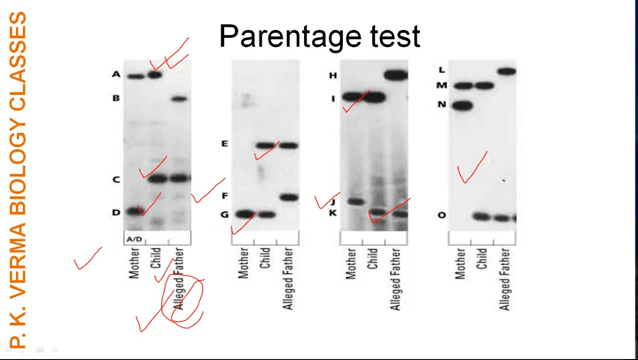 Parentage test
P. K. VERMA BIOLOGY CLASSES
A
B
C
D
A/D
Mother
Child
Alleged Father
E
F
G
Mother
Child
Alleged Father
H
I
J
K
Mother
Child
Alleged Father
L
M
N
O
Mother
Child
Alleged Father